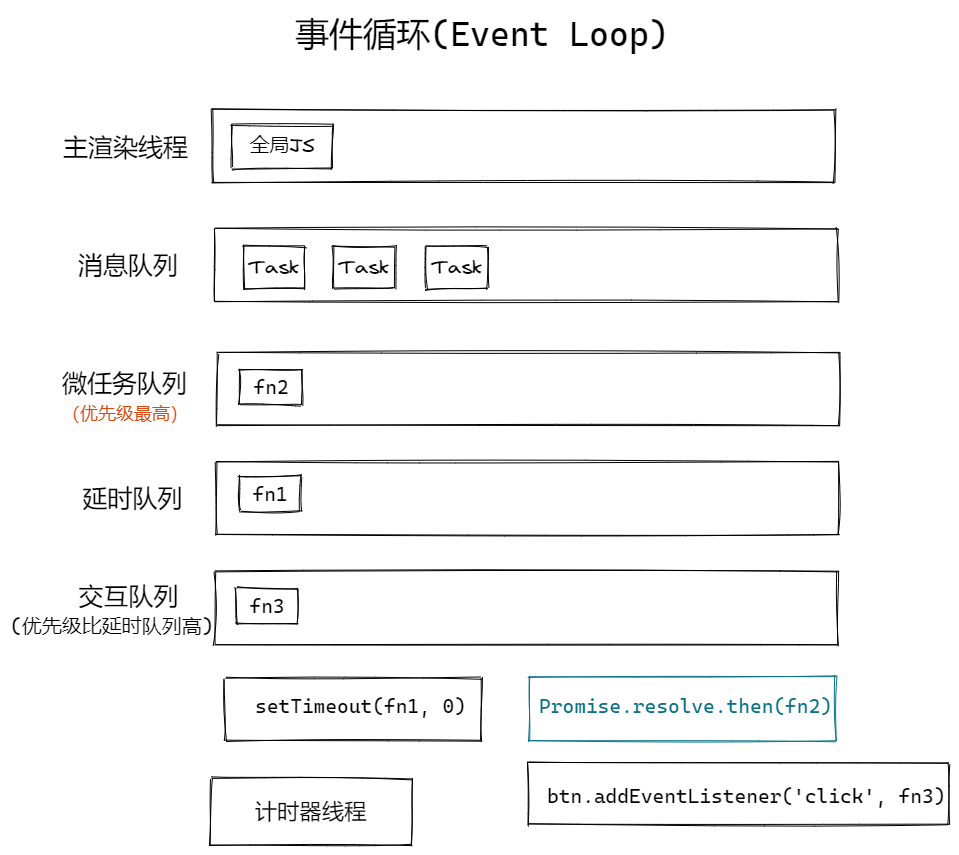 事件循环(Event Loop)
主渲染线程
全局JS
消息队列
Task
Task
Task
微任务队列
(优先级最高)
fn2
延时队列
fn1
交互队列
(优先级比延时队列高)
fn3
setTimeout(fn1, 0)
Promise.resolve.then(fn2)
计时器线程
btn.addEventListener('click', fn3)